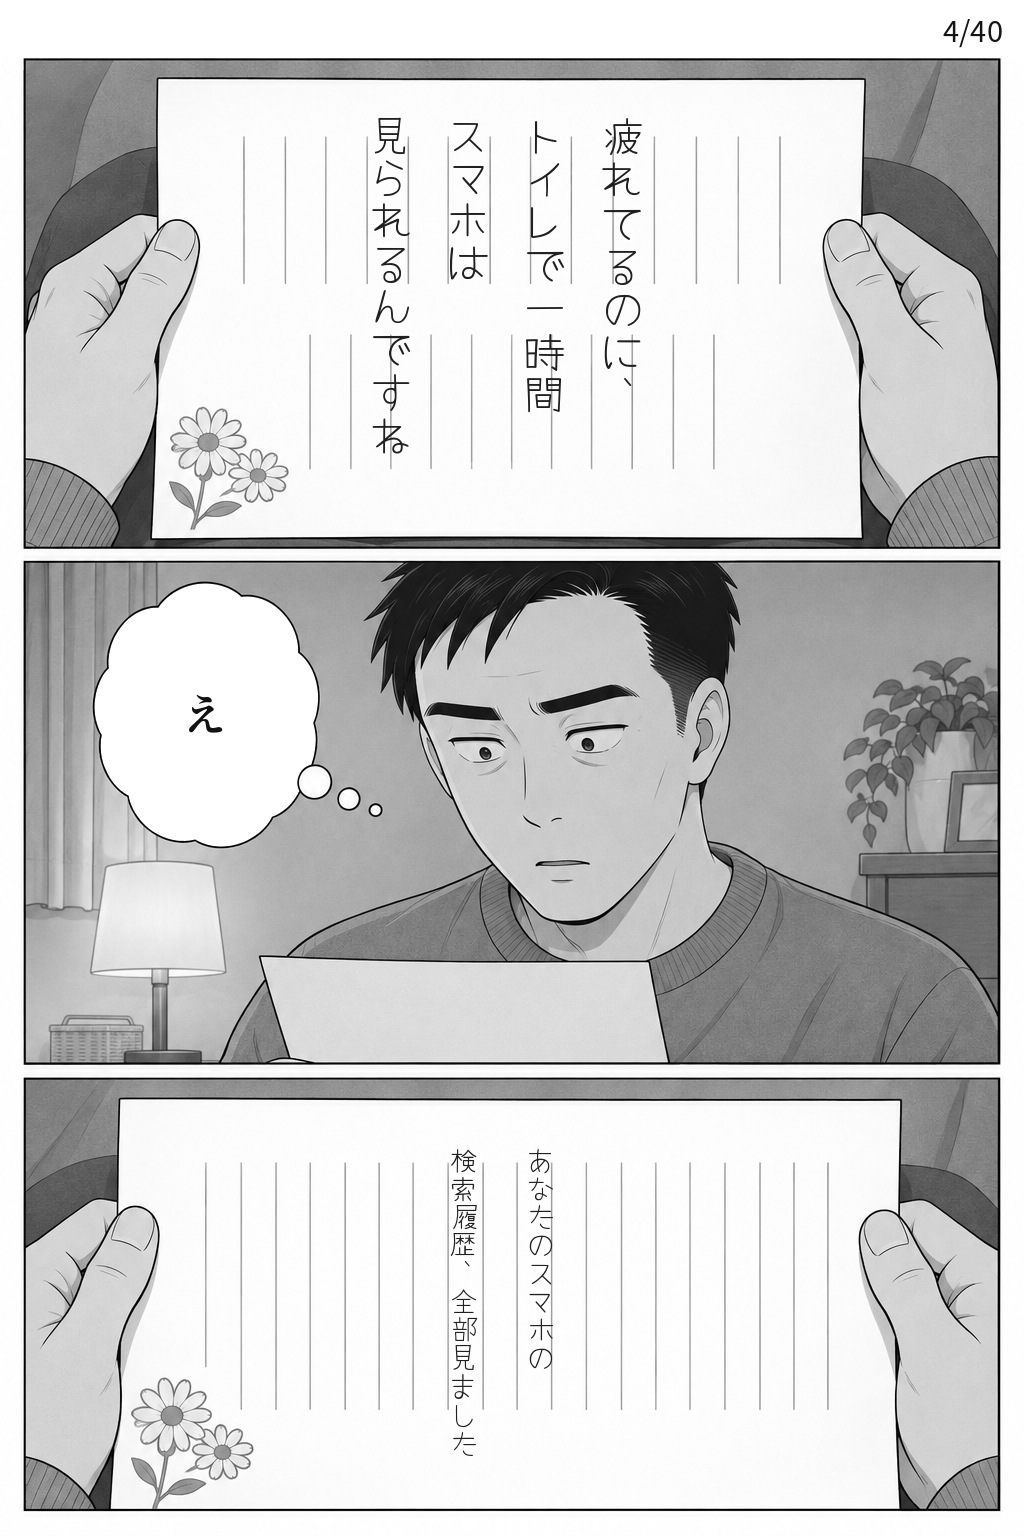 4/40
疲れてるのに、
トイレで一時間
スマホは
見られるんですね
え
あなたのスマホの
検索履歴、全部見ました